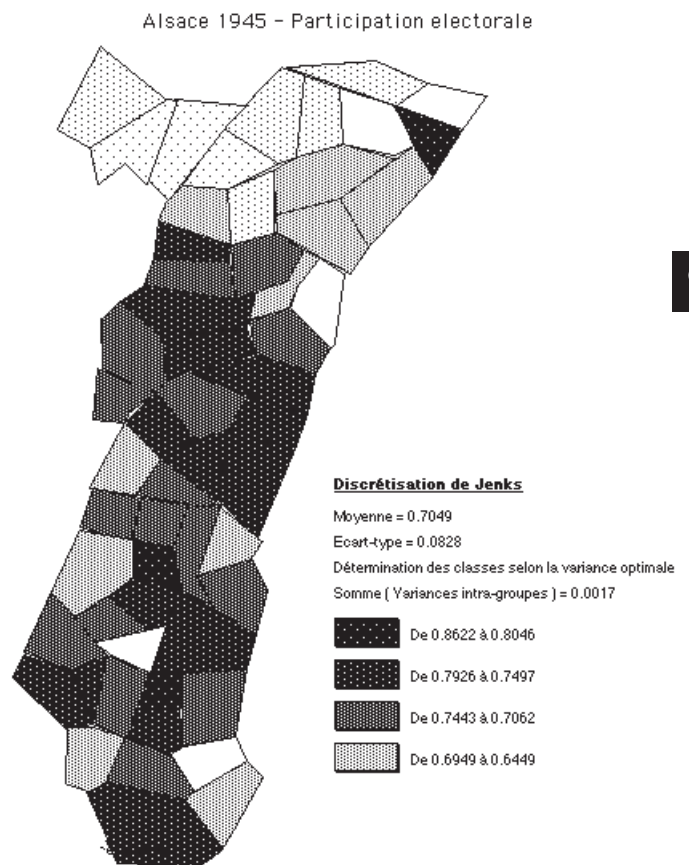 Alsace 1945 - Participation electorale
Discrétisation de Jenks
Moyenne = 0.7049
Ecart-type = 0.0828
Détermination des classes selon la variance optimale
Somme ( Variances intra-groupes ) = 0.0017
De 0.8622 à 0.8046
De 0.7926 à 0.7497
De 0.7443 à 0.7062
De 0.6949 à 0.6449